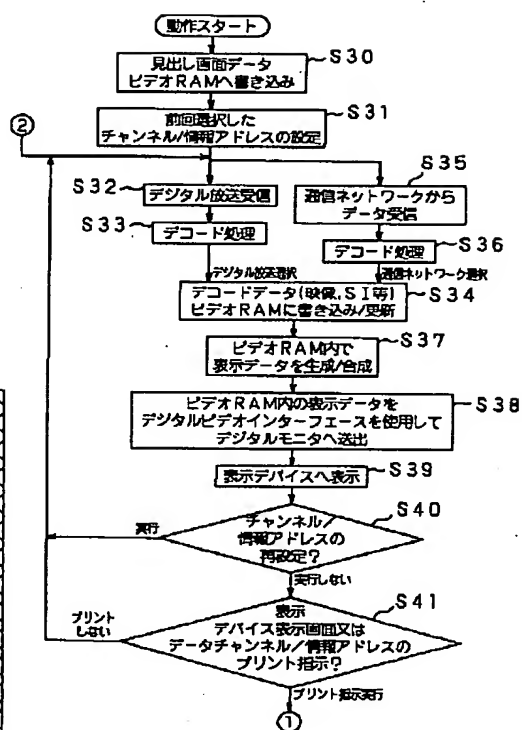 動作スタート
見出し画面データ
ビデオRAMへ書き込み
S30
前回選択した
チャンネル/情報アドレスの設定
S31
②
S32
デジタル放送受信
S35
通信ネットワークから
データ受信
S33
デコード処理
デコード処理
S36
デジタル放送選択
通信ネットワーク選択
デコードデータ(映像,SI等)
ビデオRAMに書き込み/更新
S34
ビデオRAM内で
表示データを生成/合成
S37
ビデオRAM内の表示データを
デジタルビデオインターフェースを使用して
デジタルモニタへ送出
S38
表示デバイスへ表示
S39
チャンネル/
情報アドレスの
再設定?
S40
実行
実行しない
表示
デバイス表示画面又は
データチャンネル/情報アドレスの
プリント指示?
S41
プリント
しない
プリント指示実行
①